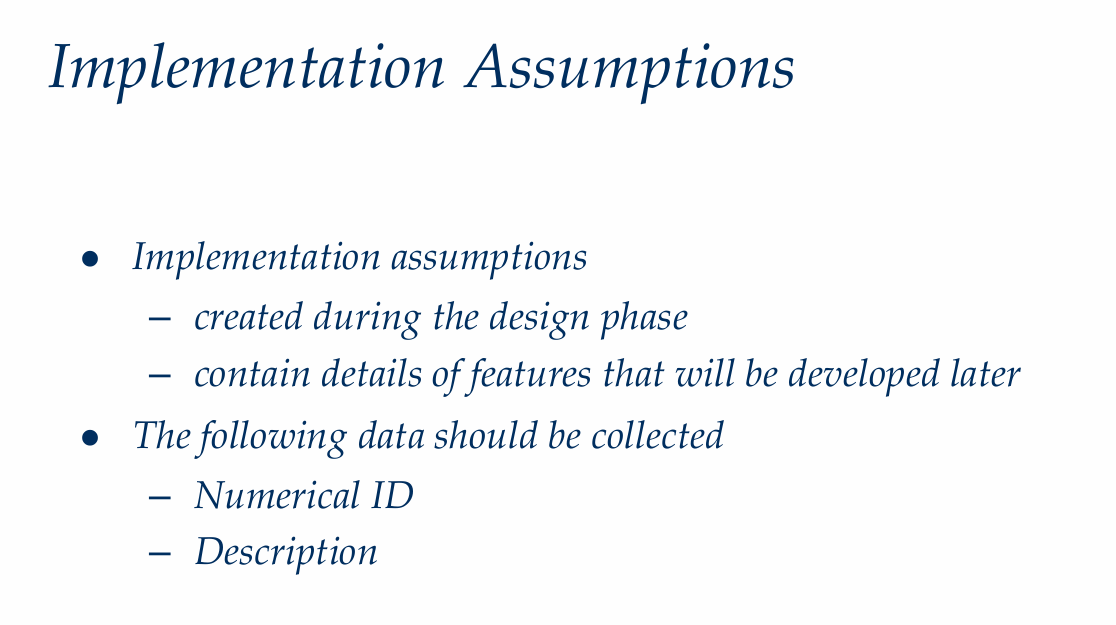 Implementation Assumptions
● Implementation assumptions
– created during the design phase
– contain details of features that will be developed later
● The following data should be collected
– Numerical ID
– Description